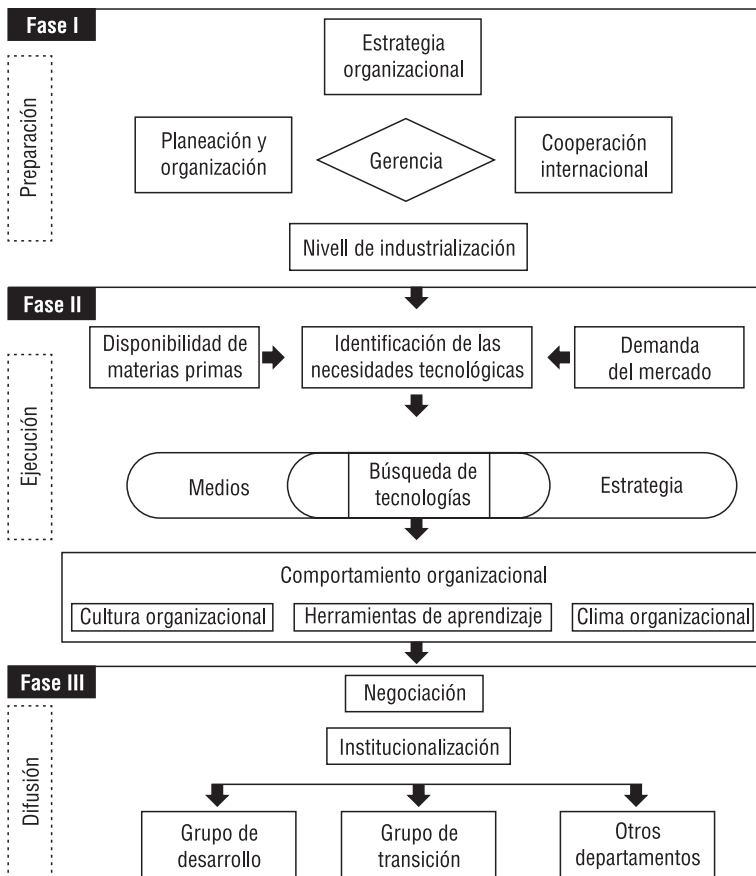 Fase I
Preparación
Estrategia
organizacional
Planeación y
organización
Gerencia
Cooperación
internacional
Nivell de industrialización
Fase II
Ejecución
Disponibilidad de
materias primas
Identificación de las
necesidades tecnológicas
Demanda
del mercado
Medios
Búsqueda de
tecnologías
Estrategia
Comportamiento organizacional
Cultura organizacional
Herramientas de aprendizaje
Clima organizacional
Fase III
Difusión
Negociación
Institucionalización
Grupo de
desarrollo
Grupo de
transición
Otros
departamentos